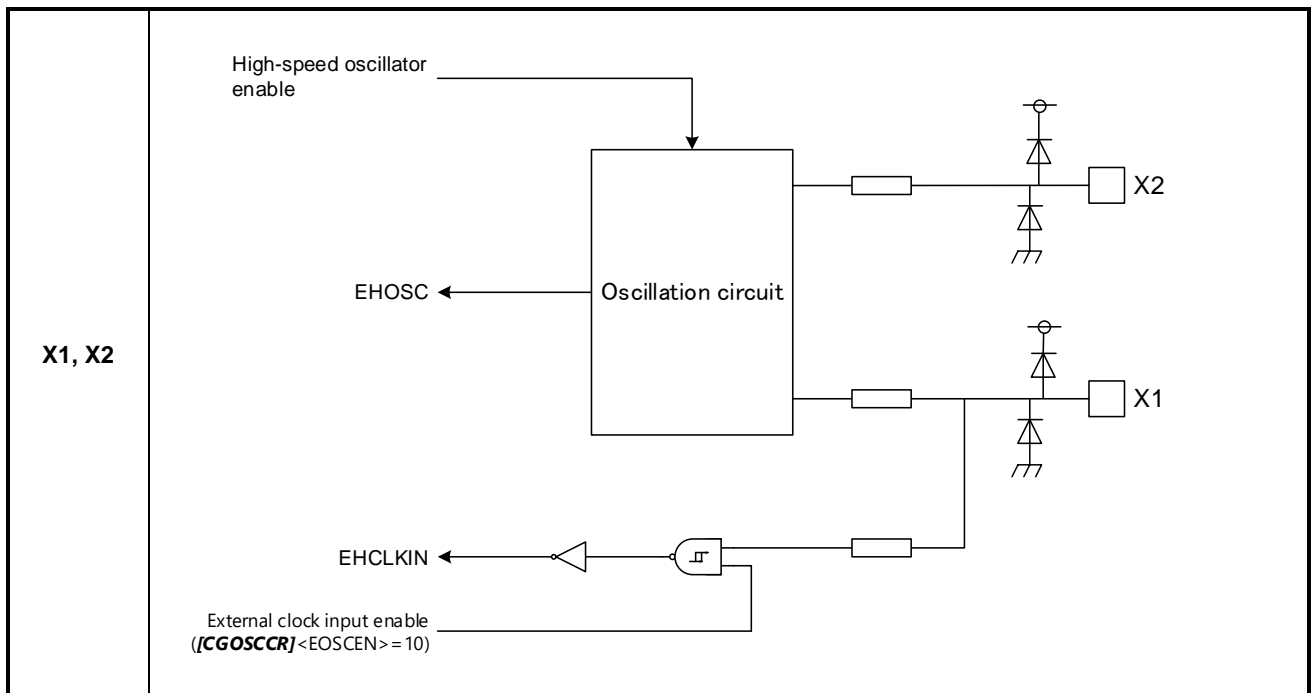 X1, X2
High-speed oscillator
enable
X2
EHOSC
Oscillation circuit
X1
EHCLKIN
External clock input enable
([CGOSCCR]<EOSCEN>=10)